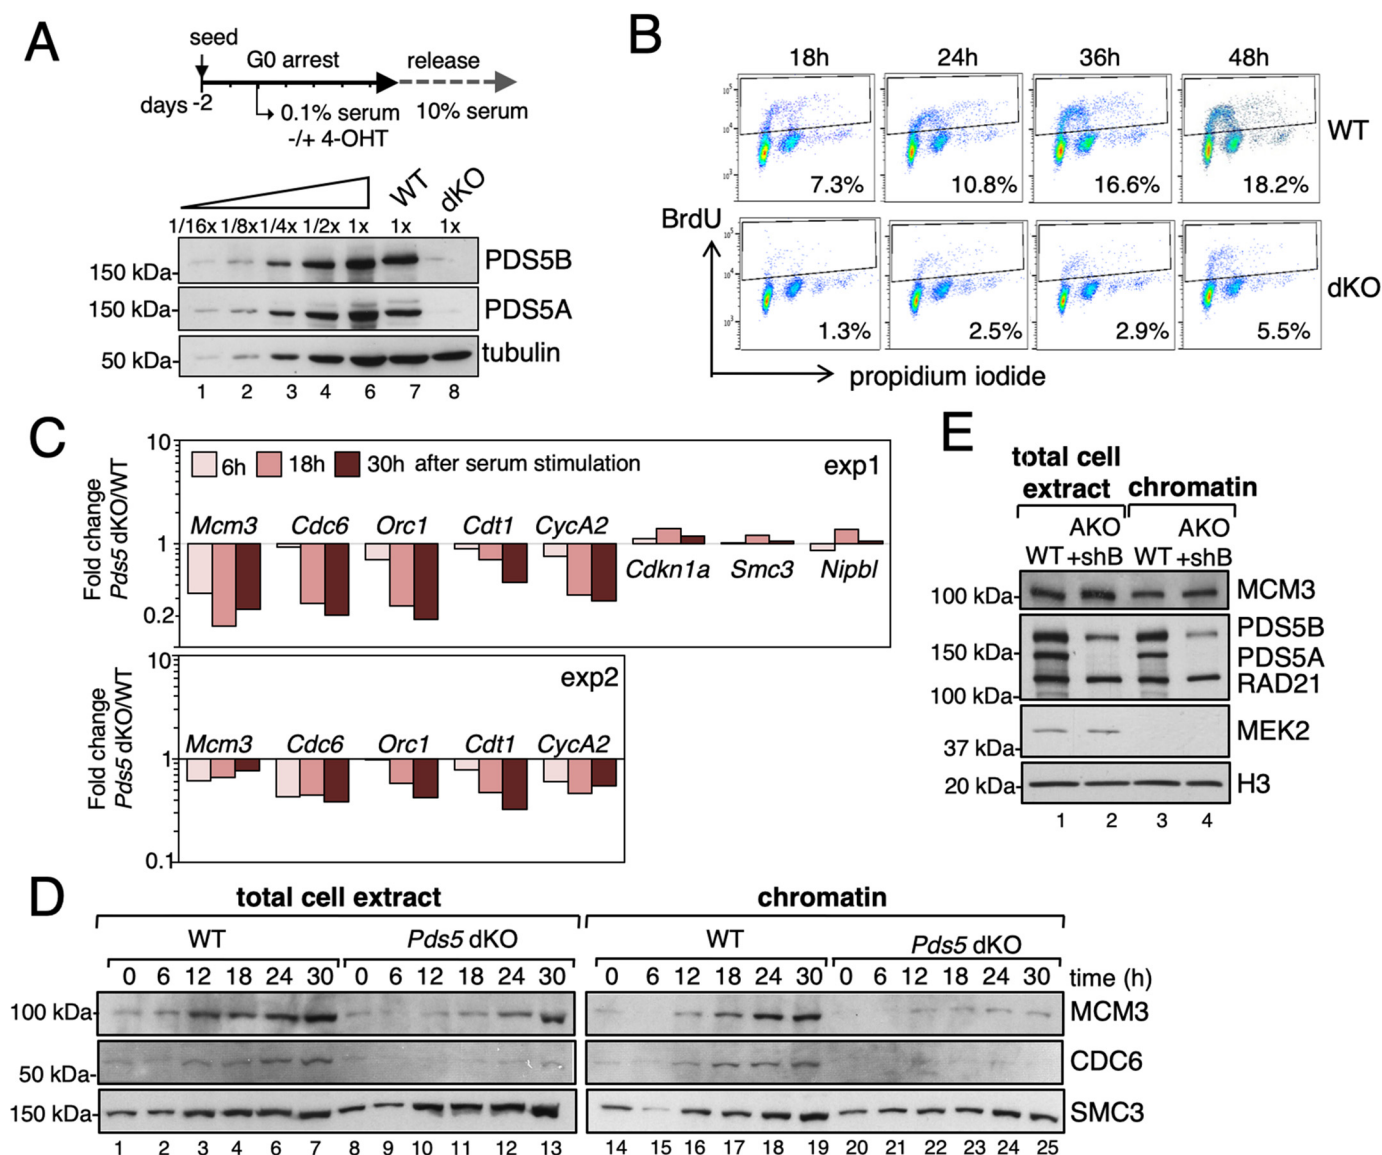 A
seed
G0 arrest
release
days -2
0.1% serum
10% serum
-/+ 4-OHT
WT
dKO
1/16x 1/8x 1/4x 1/2x 1x 1x 1x
150 kDa-
PDS5B
150 kDa-
PDS5A
50 kDa-
tubulin
1 2 3 4 6 7 8
B
18h 24h 36h 48h
WT
7.3% 10.8% 16.6% 18.2%
BrdU
dKO
1.3% 2.5% 2.9% 5.5%
propidium iodide
C
Fold change
Pds5 dKO/WT
10
6h 18h 30h after serum stimulation
exp1
Mcm3 Cdc6 Orc1 Cdt1 CycA2
1
Cdkn1a Smc3 Nipbl
0.2
Fold change
Pds5 dKO/WT
10
exp2
Mcm3 Cdc6 Orc1 Cdt1 CycA2
1
0.1
E
total cell
extract
chromatin
AKO AKO
WT +shB WT +shB
100 kDa-
MCM3
PDS5B
150 kDa-
PDS5A
100 kDa-
RAD21
MEK2
37 kDa-
20 kDa-
H3
1 2 3 4
D
total cell extract
chromatin
WT Pds5 dKO WT Pds5 dKO
0 6 12 18 24 30 0 6 12 18 24 30 0 6 12 18 24 30 0 6 12 18 24 30 time (h)
100 kDa-
MCM3
50 kDa-
CDC6
150 kDa-
SMC3
1 2 3 4 6 7 8 9 10 11 12 13 14 15 16 17 18 19 20 21 22 23 24 25